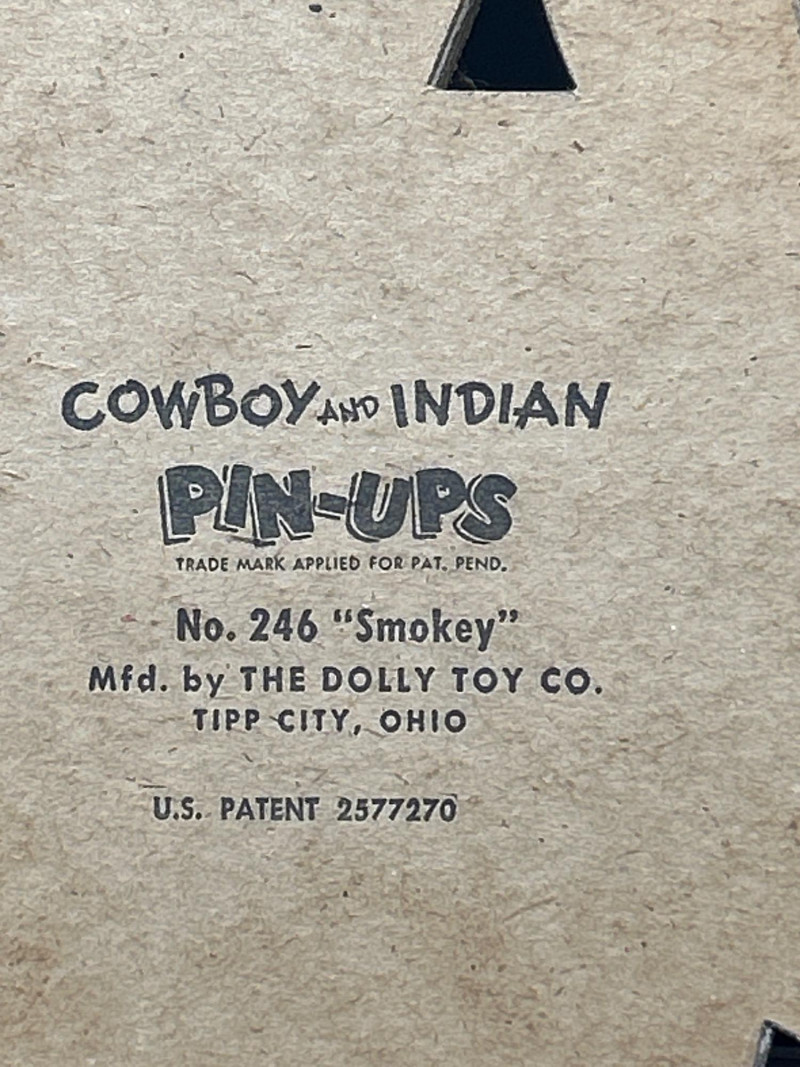 COWBOY AND INDIAN
PIN-UPS
TRADE MARK APPLIED FOR PAT. PEND.
No. 246 “Smokey”
Mfd. by THE DOLLY TOY CO.
TIPP CITY, OHIO
U.S. PATENT 2577270